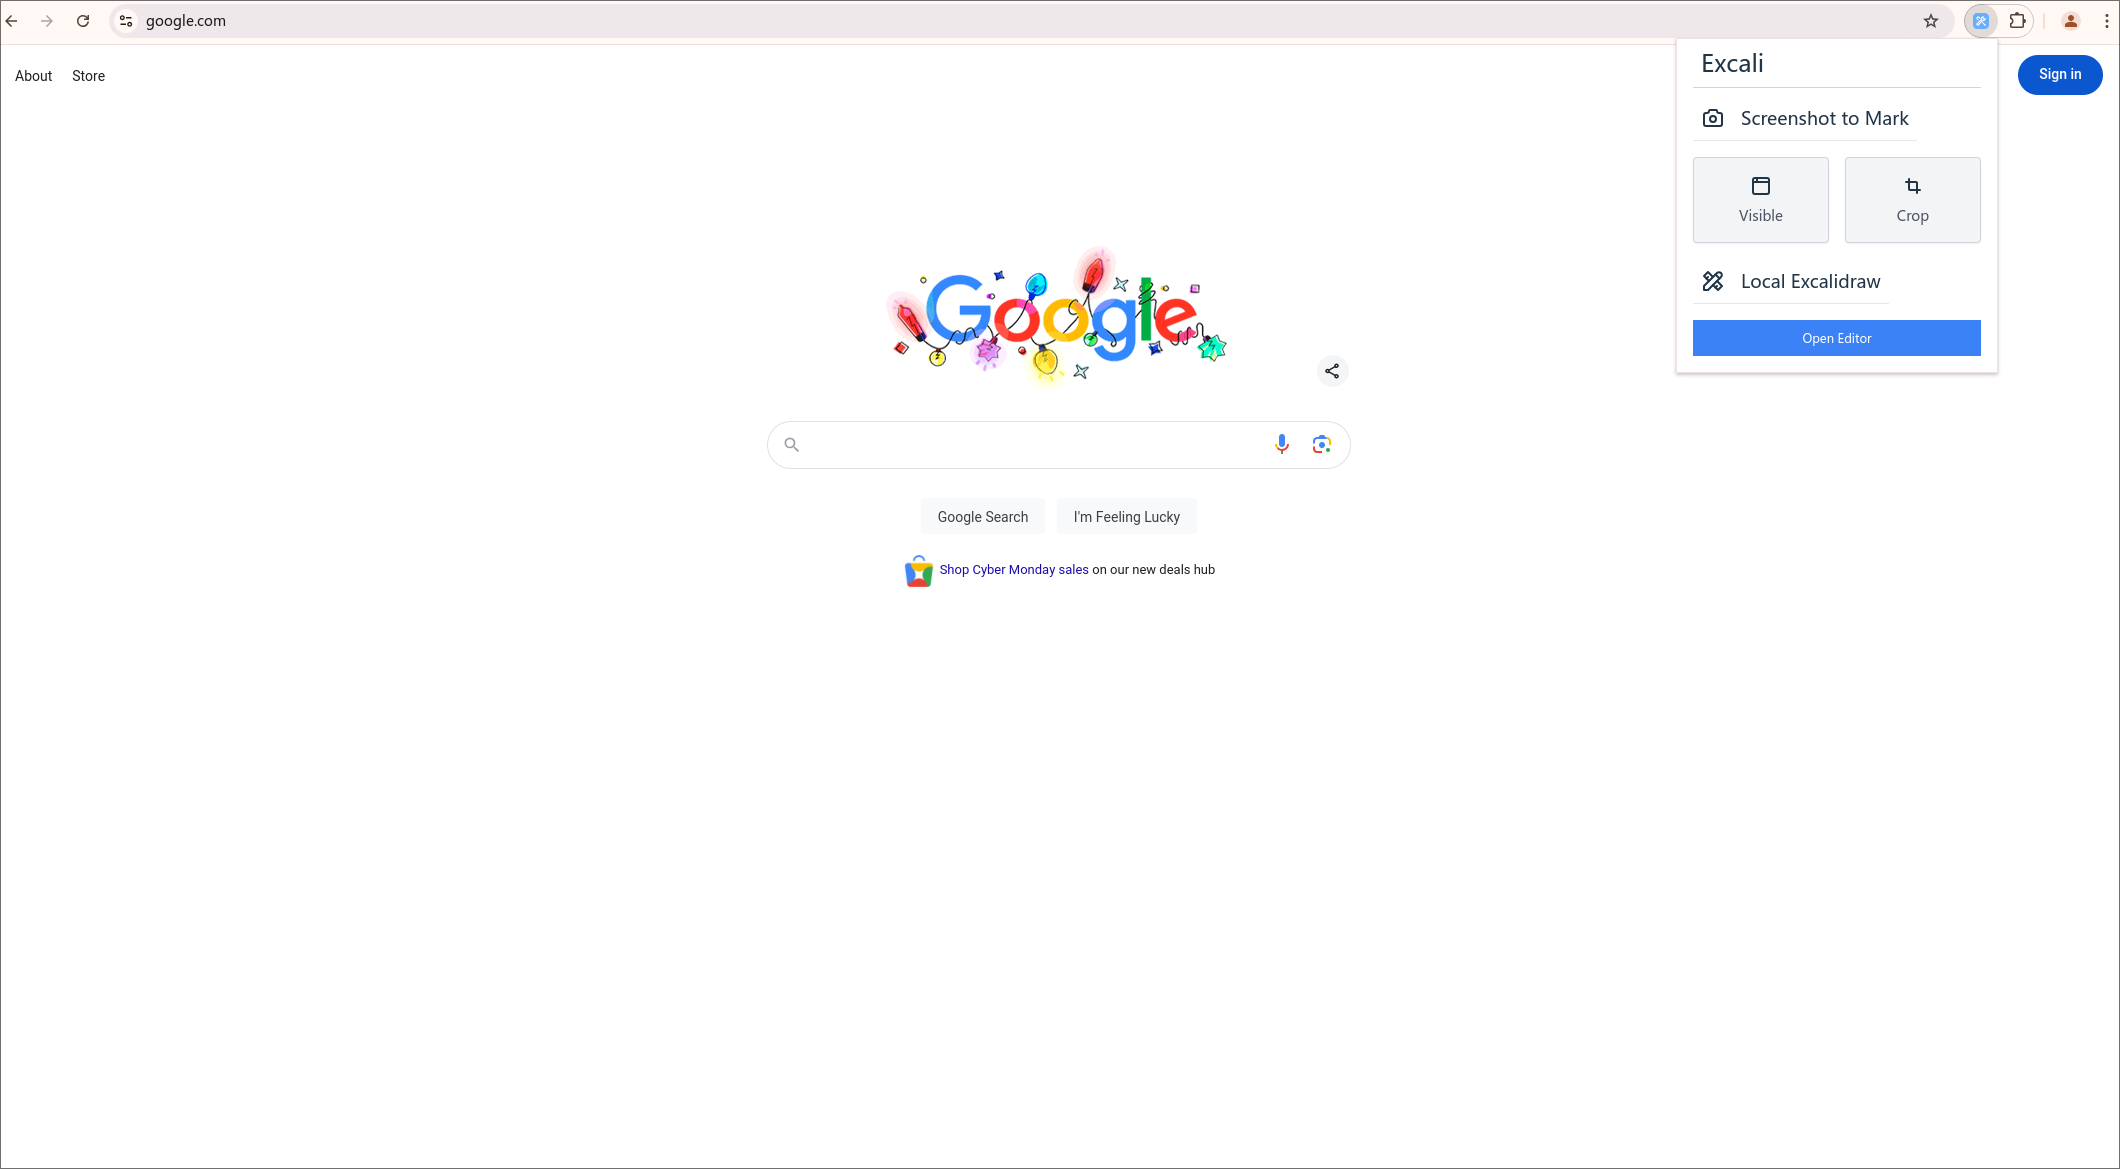 google.com
About Store
Sign in
Excali
Screenshot to Mark
Visible Crop
Local Excalidraw
Open Editor
Google
Google Search I'm Feeling Lucky
Shop Cyber Monday sales on our new deals hub